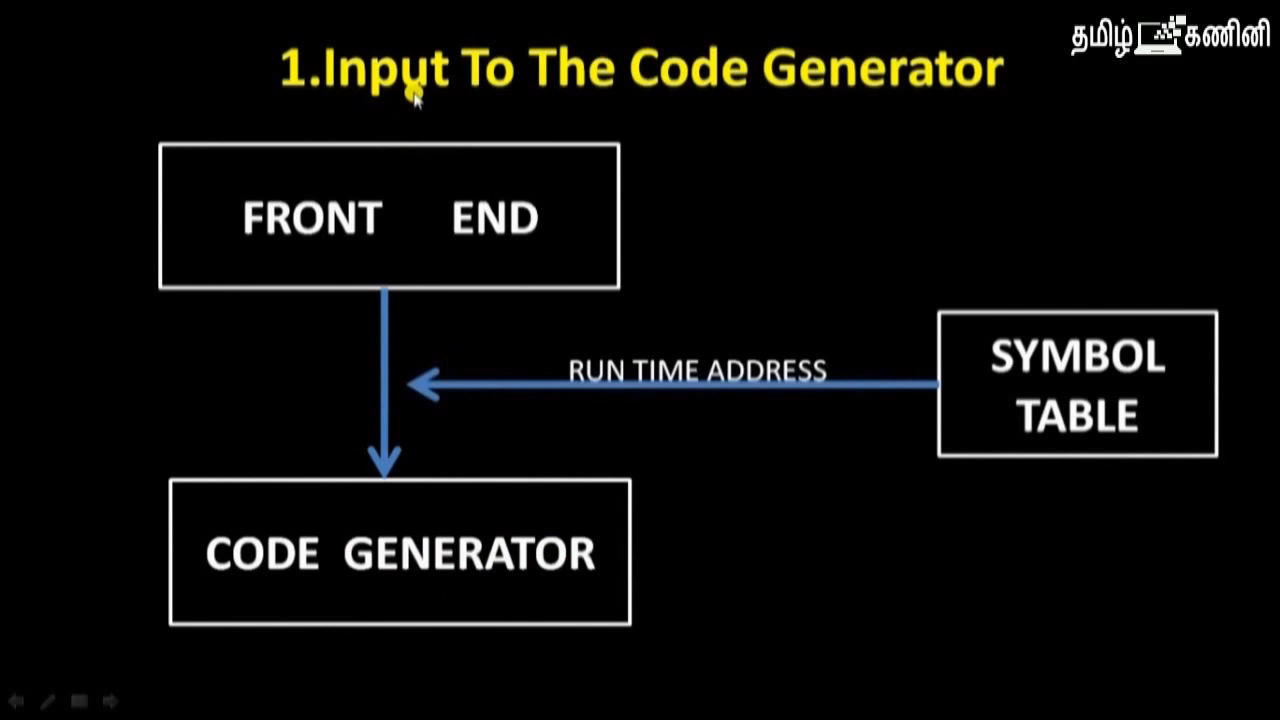 தமிழ் கணினி
1.Input To The Code Generator
FRONT END
RUN TIME ADDRESS
SYMBOL
TABLE
CODE GENERATOR